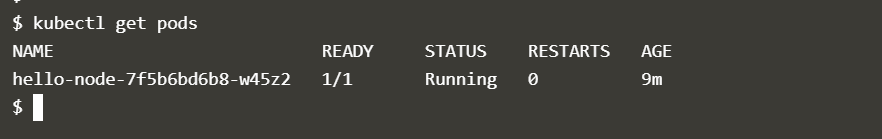 $ kubectl get pods
NAME READY STATUS RESTARTS AGE
hello-node-7f5b6bd6b8-w45z2 1/1 Running 0 9m
$